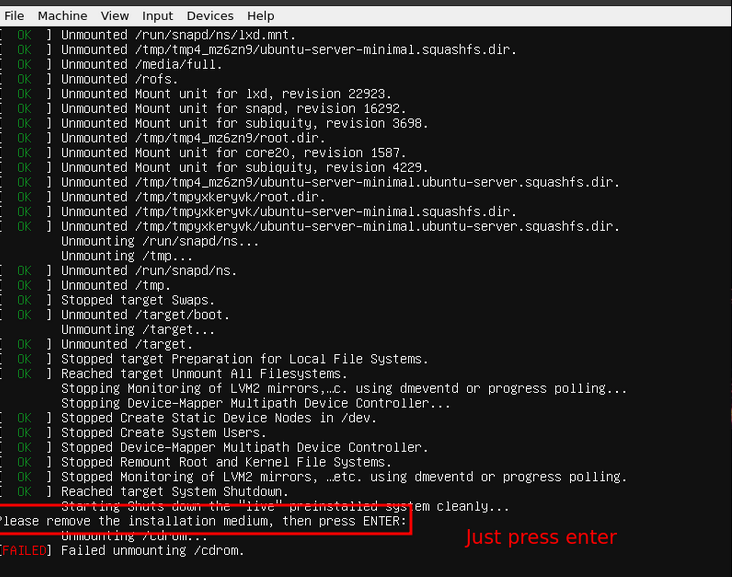 File Machine View Input Devices Help
[ OK ] Unmounted /run/snapd/ns/lxd.mnt.
[ OK ] Unmounted /tmp/tmp4_mz6zn9/ubuntu-server-minimal.squashfs.dir.
[ OK ] Unmounted /media/full.
[ OK ] Unmounted /rofs.
[ OK ] Unmounted Mount unit for lxd, revision 22923.
[ OK ] Unmounted Mount unit for snapd, revision 16292.
[ OK ] Unmounted Mount unit for subiquity, revision 3698.
[ OK ] Unmounted /tmp/tmp4_mz6zn9/root.dir.
[ OK ] Unmounted Mount unit for core20, revision 1587.
[ OK ] Unmounted Mount unit for subiquity, revision 4229.
[ OK ] Unmounted /tmp/tmp4_mz6zn9/ubuntu-server-minimal.ubuntu-server.squashfs.dir.
[ OK ] Unmounted /tmp/tmpyxkeryvk/root.dir.
[ OK ] Unmounted /tmp/tmpyxkeryvk/ubuntu-server-minimal.squashfs.dir.
[ OK ] Unmounted /tmp/tmpyxkeryvk/ubuntu-server-minimal.ubuntu-server.squashfs.dir.
Unmounting /run/snapd/ns...
Unmounting /tmp...
[ OK ] Unmounted /run/snapd/ns.
[ OK ] Unmounted /tmp.
[ OK ] Stopped target Swaps.
[ OK ] Unmounted /target/boot.
Unmounting /target...
[ OK ] Unmounted /target.
[ OK ] Stopped target Preparation for Local File Systems.
[ OK ] Reached target Unmount All Filesystems.
Stopping Monitoring of LVM2 mirrors,…c. using dmeventd or progress polling...
Stopping Device-Mapper Multipath Device Controller...
[ OK ] Stopped Create Static Device Nodes in /dev.
[ OK ] Stopped Create System Users.
[ OK ] Stopped Device-Mapper Multipath Device Controller.
[ OK ] Stopped Remount Root and Kernel File Systems.
[ OK ] Stopped Monitoring of LVM2 mirrors, …etc. using dmeventd or progress polling.
[ OK ] Reached target System Shutdown.
Starting Shuts down the "live" preinstalled system cleanly...
Please remove the installation medium, then press ENTER:
Unmounting /cdrom...
Just press enter
[FAILED] Failed unmounting /cdrom.